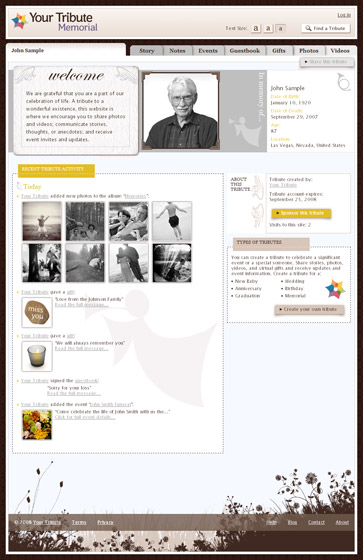 Your Tribute
Memorial
Log in
Text Size: a a a
Find a Tribute
John Sample
Story
Notes
Events
Guestbook
Gifts
Photos
Videos
Share this tribute
welcome
We are grateful that you are a part of our
celebration of life. A tribute to a
wonderful existence, this website is
where we encourage you to share photos
and videos; communicate stories,
thoughts, or anecdotes; and receive
event invites and updates.
In memory of...
John Sample
Date of Birth
January 10, 1920
Date of Death
September 29, 2007
Age
87
Location
Las Vegas, Nevada, United States
RECENT TRIBUTE ACTIVITY
Today
Your Tribute added new photos to the album "Memories".
Your Tribute gave a gift
miss
you
"Love from the Johnson Family"
Read the full message...
Your Tribute gave a gift
"We will always remember you"
Read the full message...
Your Tribute signed the guestbook:
"Sorry for your loss"
Read the full message...
Your Tribute added the event "John Smith Funeral":
"Come celebrate the life of John Smith with us the..."
Click for full event details...
ABOUT
THIS
TRIBUTE
Tribute created by:
Your Tribute
Tribute account expires:
September 25, 2008
Sponsor this tribute
Visits to this site: 2
TYPES OF TRIBUTES
You can create a tribute to celebrate a significant
event or a special someone. Share stories, photos,
videos, and virtual gifts and receive updates and
event information. Create a tribute for a:
• New Baby
• Wedding
• Anniversary
• Birthday
• Graduation
• Memorial
Create your own tribute
© 2008 Your Tribute
Terms
Privacy
Help
Blog
Contact
About